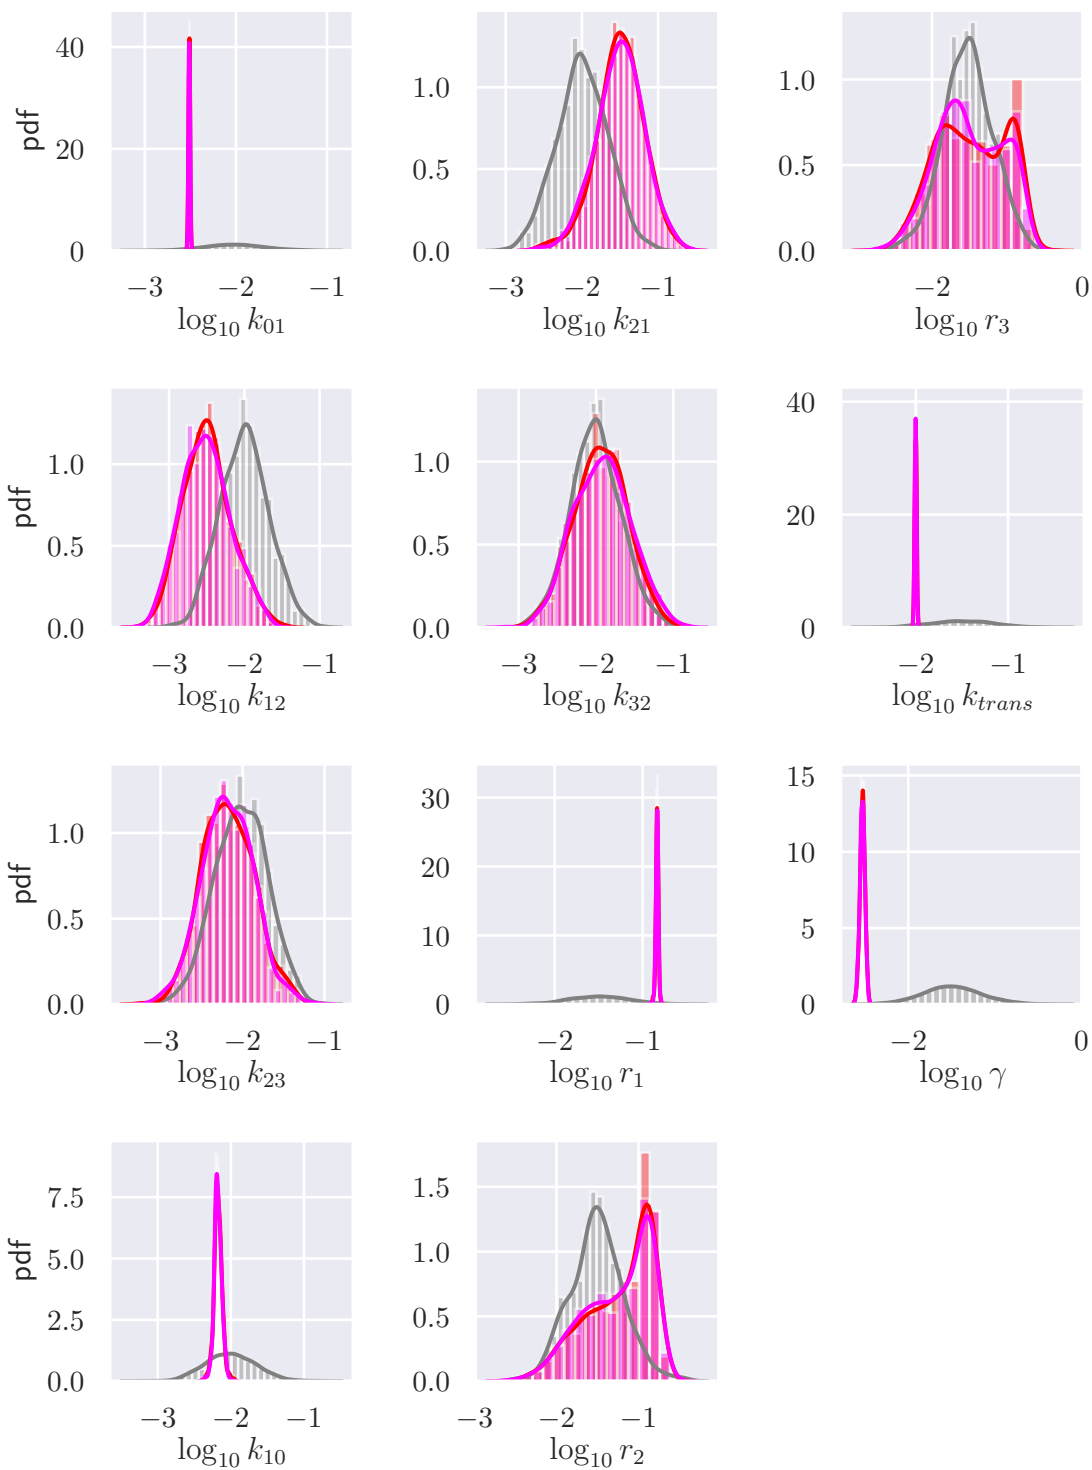 40
20
0
pdf
−3 −2 −1
log₁₀ k₀₁
1.0
0.5
0.0
−3 −2 −1
log₁₀ k₂₁
1.0
0.5
0.0
−2 0
log₁₀ r₃
1.0
0.5
0.0
pdf
−3 −2 −1
log₁₀ k₁₂
1.0
0.5
0.0
−3 −2 −1
log₁₀ k₃₂
40
20
0
−2 −1
log₁₀ k_trans
1.0
0.5
0.0
pdf
−3 −2 −1
log₁₀ k₂₃
30
20
10
0
−2 −1
log₁₀ r₁
15
10
5
0
−2 0
log₁₀ γ
7.5
5.0
2.5
0.0
pdf
−3 −2 −1
log₁₀ k₁₀
1.5
1.0
0.5
0.0
−3 −2 −1
log₁₀ r₂